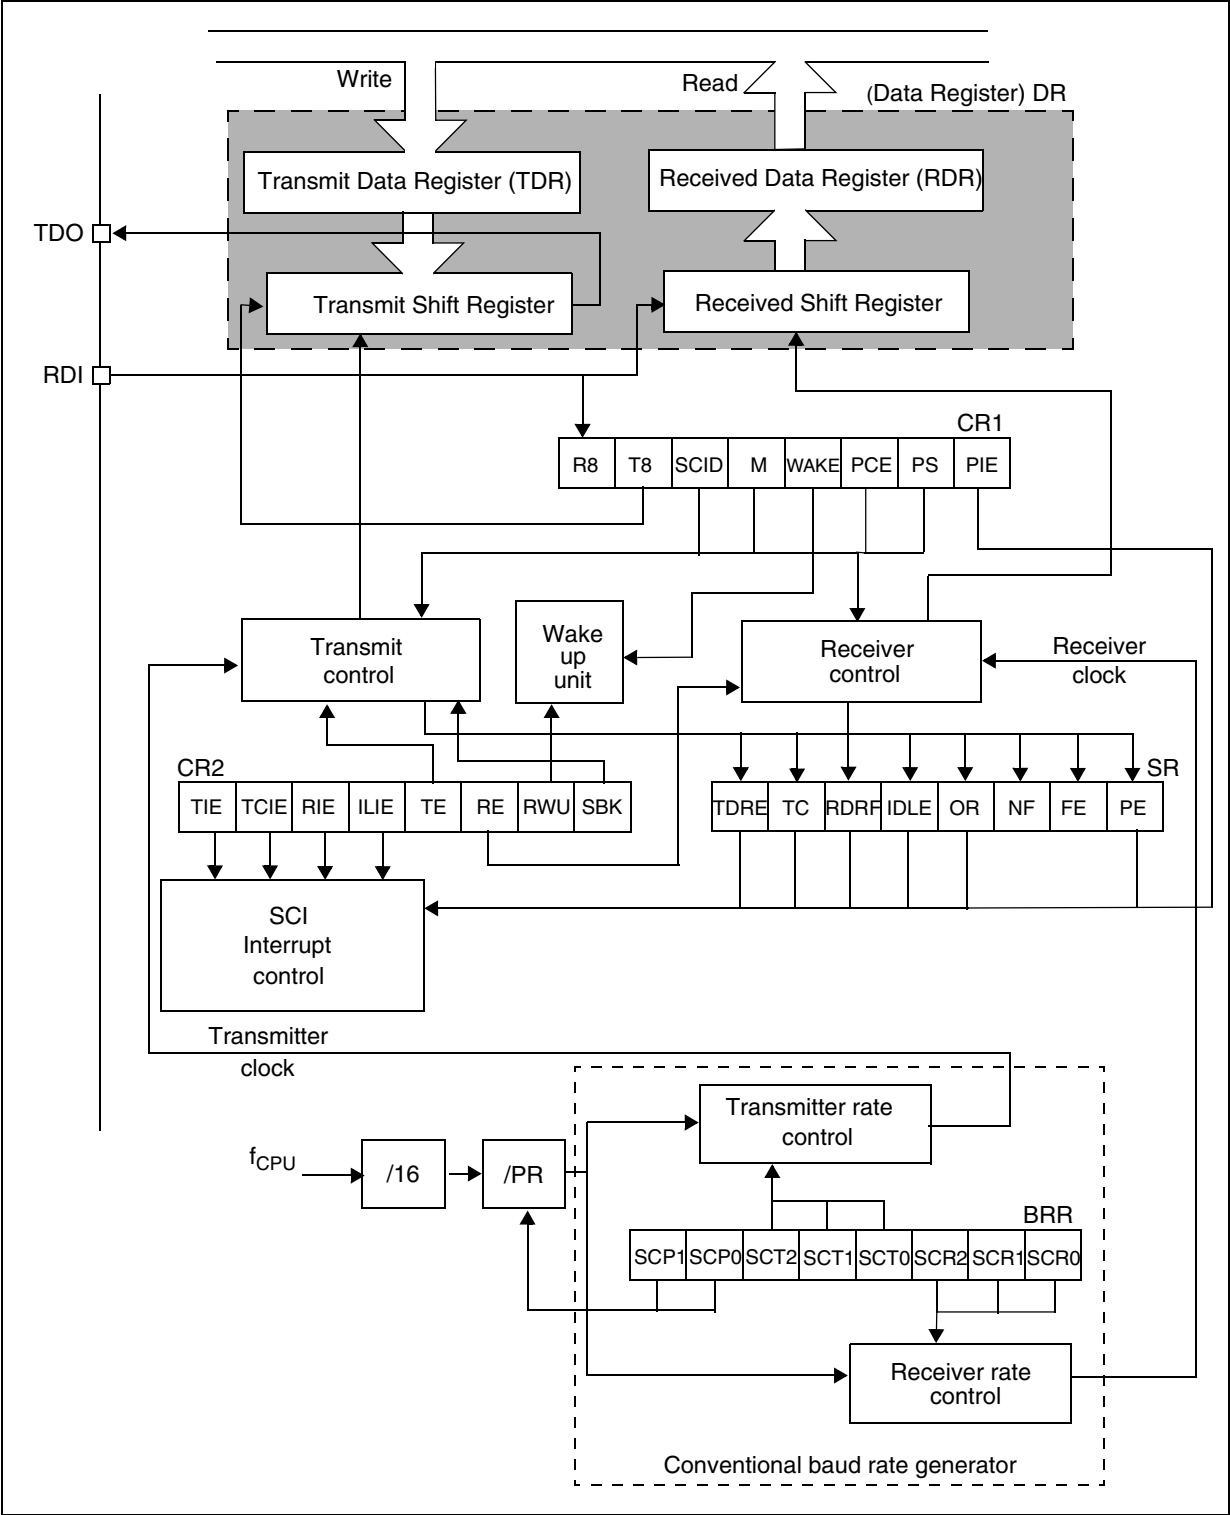 Write
Read
(Data Register) DR
Transmit Data Register (TDR)
Received Data Register (RDR)
TDO
Transmit Shift Register
Received Shift Register
RDI
CR1
R8 T8 SCID M WAKE PCE PS PIE
Transmit
control
Wake
up
unit
Receiver
control
Receiver
clock
CR2
TIE TCIE RIE ILIE TE RE RWU SBK
SR
TDRE TC RDRF IDLE OR NF FE PE
SCI
Interrupt
control
Transmitter
clock
Transmitter rate
control
fCPU
/16
/PR
BRR
SCP1 SCP0 SCT2 SCT1 SCT0 SCR2 SCR1 SCR0
Receiver rate
control
Conventional baud rate generator